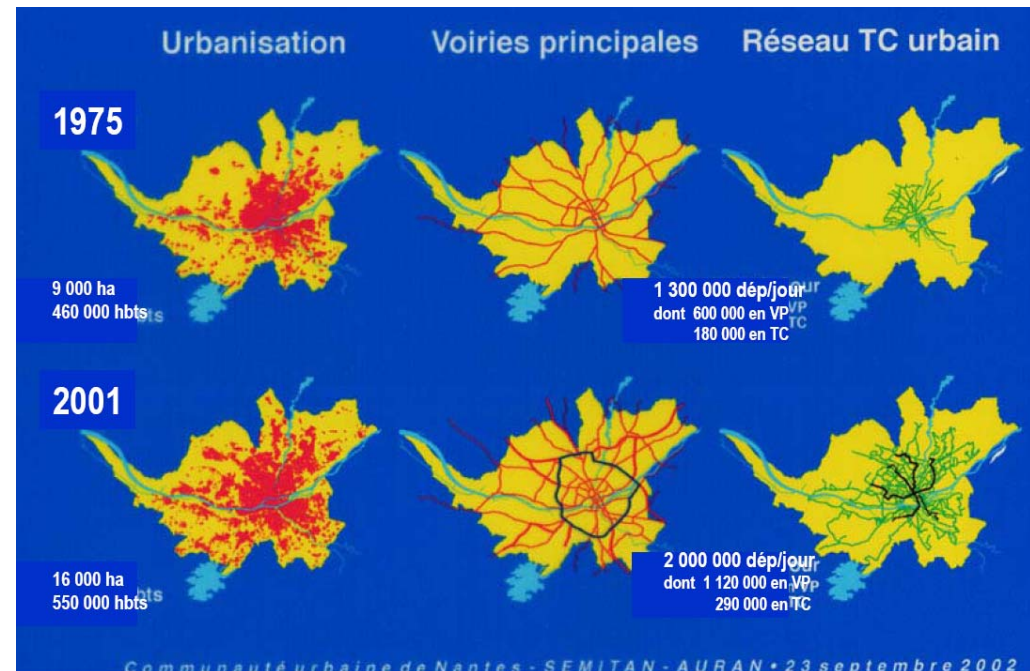 Urbanisation
Voiries principales
Réseau TC urbain
1975
9 000 ha
460 000 hbts
1 300 000 dép/jour
dont 600 000 en VP
180 000 en TC
2001
16 000 ha
550 000 hbts
2 000 000 dép/jour
dont 1 120 000 en VP
290 000 en TC
Communauté urbaine de Nantes - SEMITAN - AURAN • 23 septembre 2002